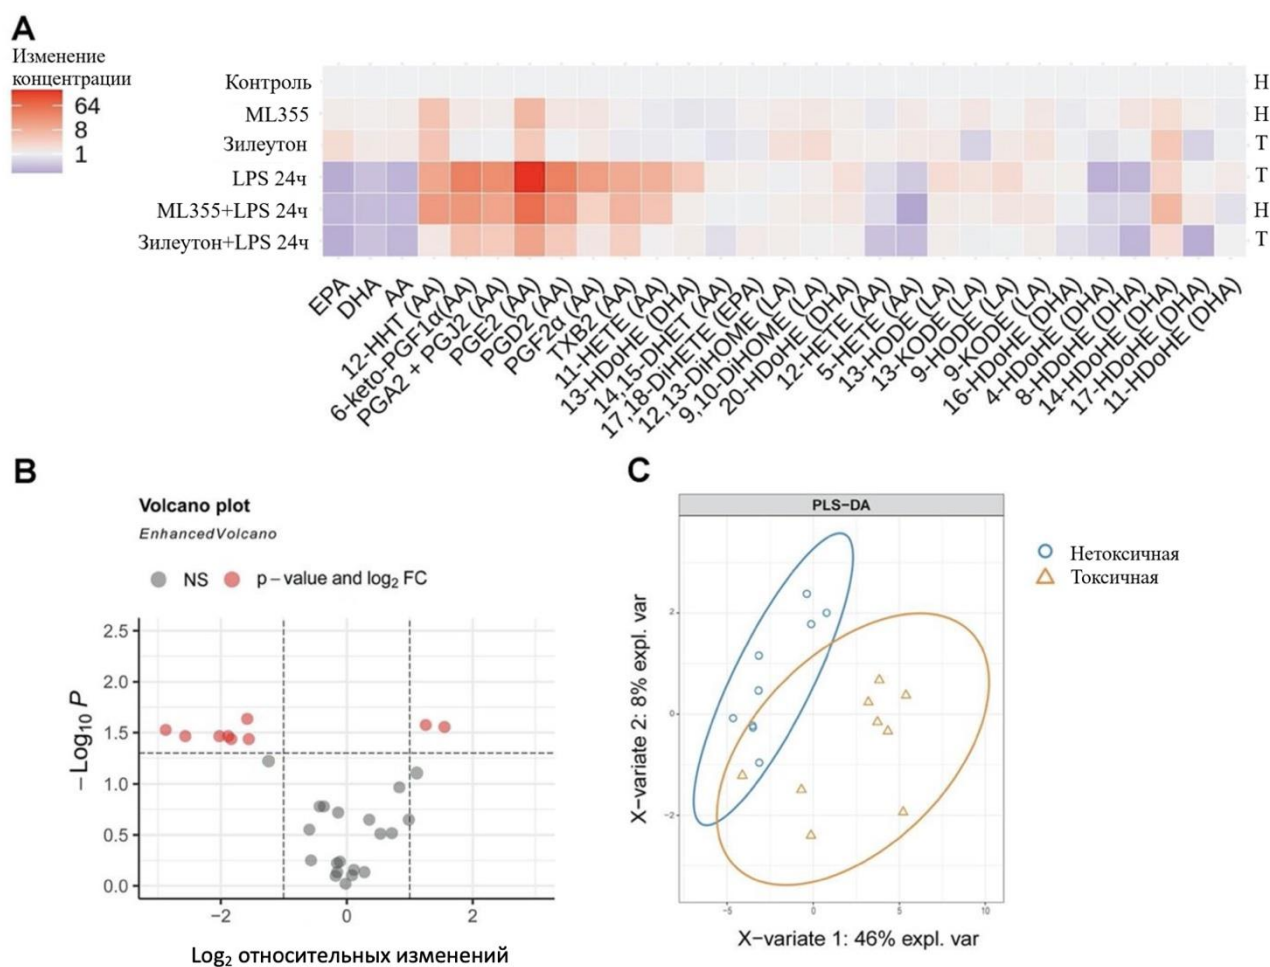 A
Изменение
концентрации
64
8
1
Контроль
ML355
Зилеутон
LPS 24ч
ML355+LPS 24ч
Зилеутон+LPS 24ч
Н
Н
Т
Т
Н
Т
EPA
DHA
AA
12-HHT (AA)
6-keto-PGF-1α(AA)
PGA2 + PGJ2 (AA)
PGE2 (AA)
PGD2 (AA)
PGF2α (AA)
TXB2 (AA)
11-HETE (AA)
13-HDoHE (DHA)
14,15-DHET (AA)
17,18-DiHETE (EPA)
12,13-DiHOME (LA)
9,10-DiHOME (LA)
20-HDoHE (DHA)
12-HETE (AA)
5-HETE (AA)
13-HODE (LA)
13-KODE (LA)
9-HODE (LA)
9-KODE (LA)
16-HDoHE (DHA)
4-HDoHE (DHA)
8-HDoHE (DHA)
14-HDoHE (DHA)
17-HDoHE (DHA)
11-HDoHE (DHA)
B
Volcano plot
EnhancedVolcano
NS
p – value and log₂ FC
2.5
2.0
1.5
1.0
0.5
0.0
−2
0
2
−Log₁₀ P
Log₂ относительных изменений
C
PLS−DA
2
0
−2
−5
0
5
10
X−variate 2: 8% expl. var
X−variate 1: 46% expl. var
Нетоксичная
Токсичная